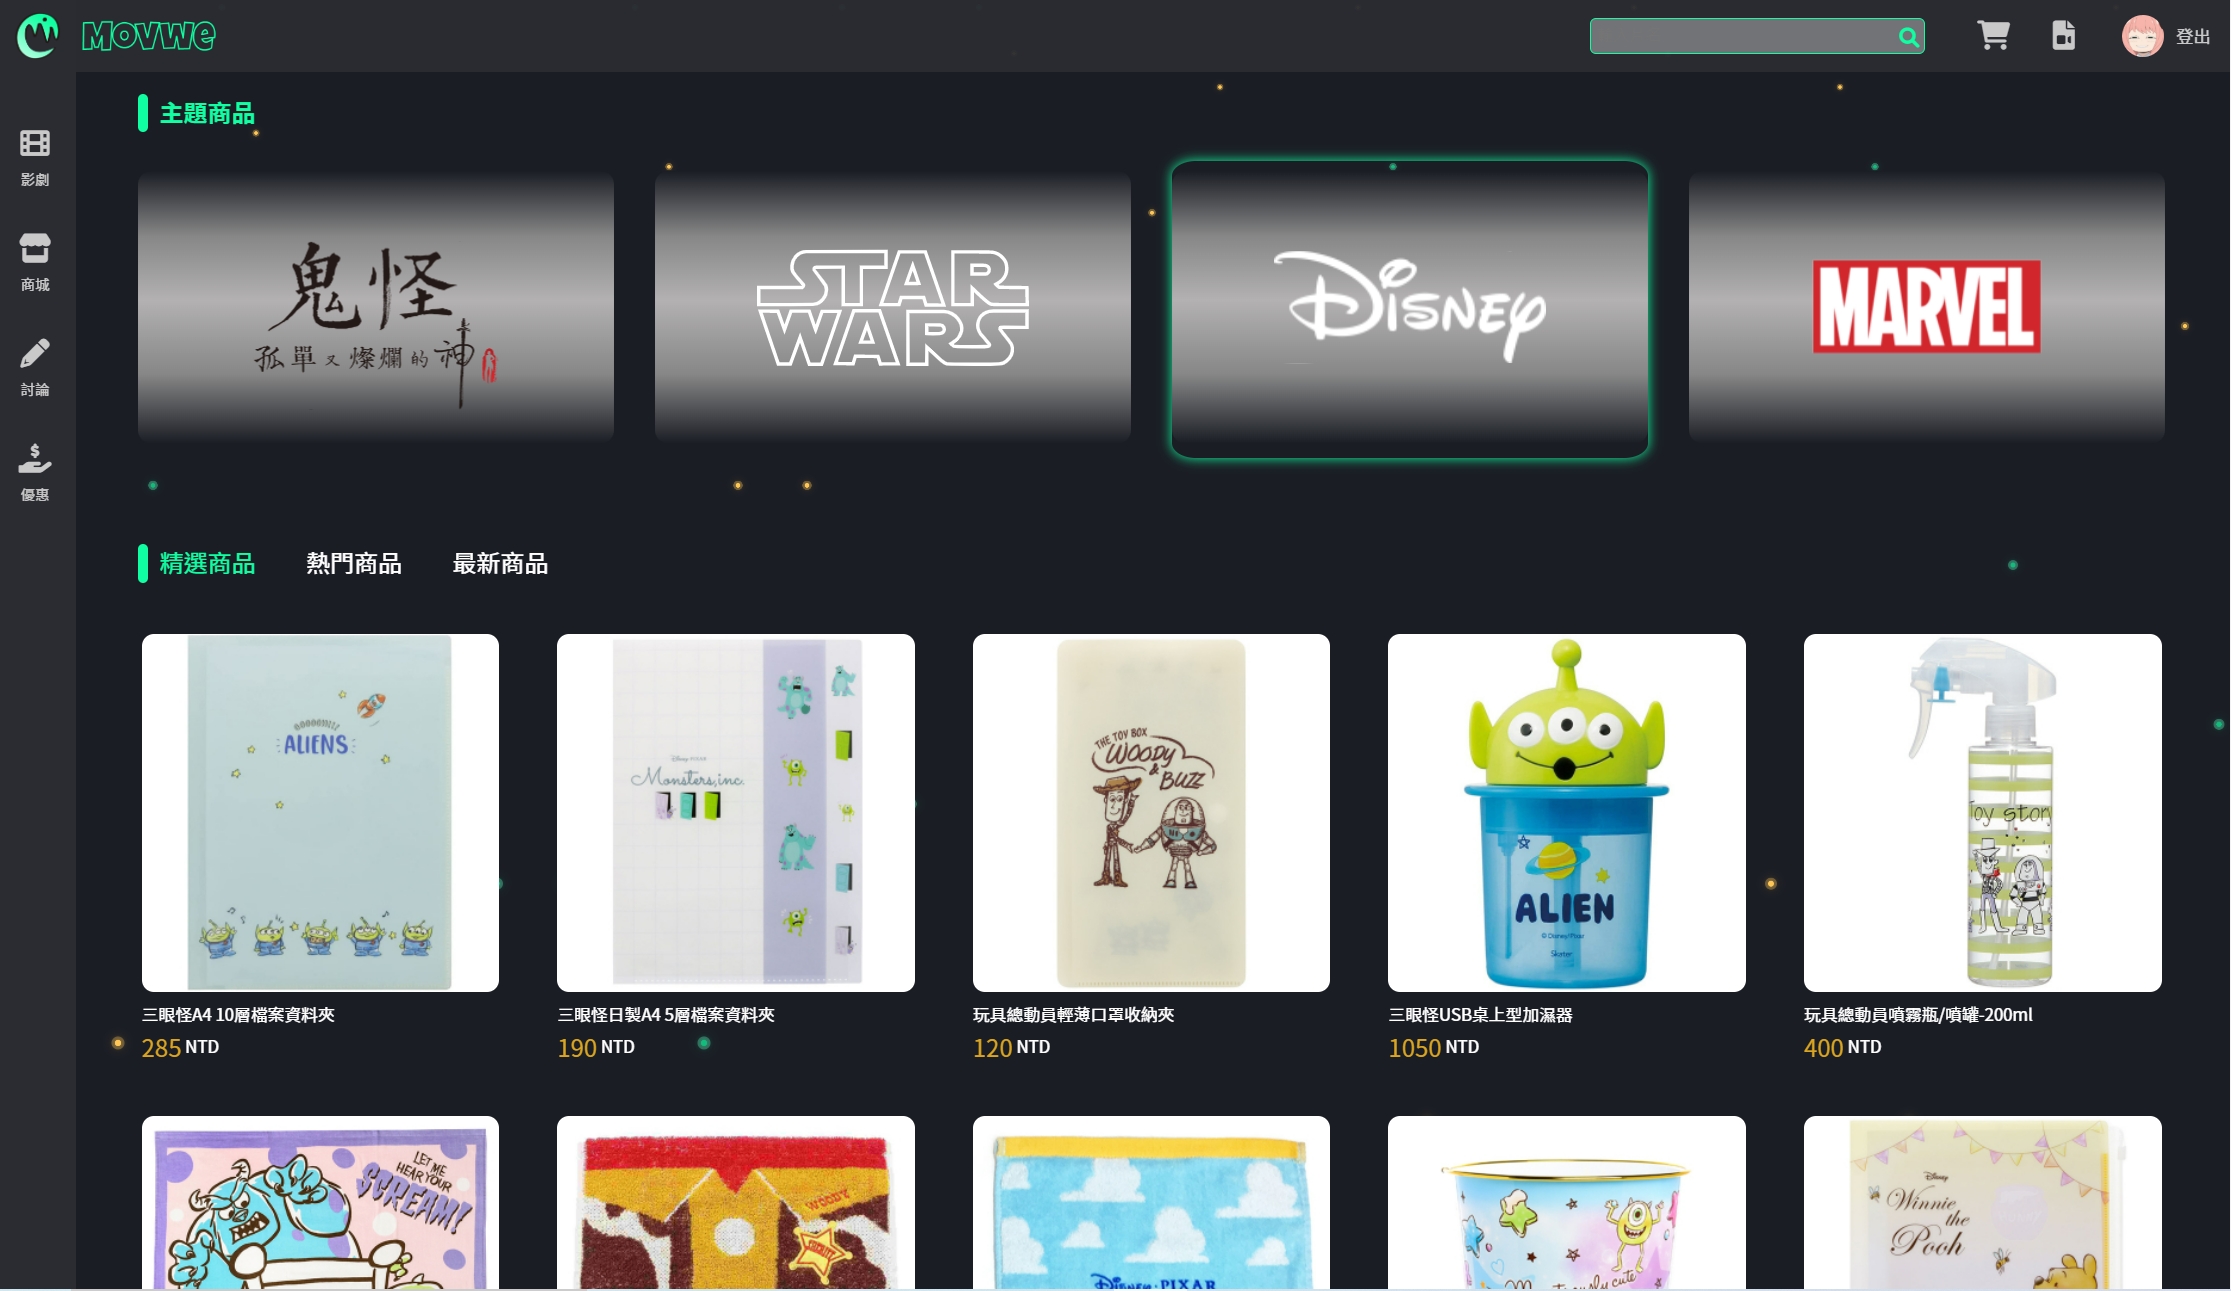 Movwe
登出
影劇
商城
討論
優惠
主題商品
鬼怪
孤單又燦爛的神
STAR
WARS
Disney
MARVEL
精選商品
熱門商品
最新商品
ALIENS
Disney PIXAR
Monsters, inc.
THE TOY BOX
WOODY
& BUZZ
ALIEN
© Disney/Pixar
Skater
Toy story
三眼怪A4 10層檔案資料夾
285 NTD
三眼怪日製A4 5層檔案資料夾
190 NTD
玩具總動員輕薄口罩收納夾
120 NTD
三眼怪USB桌上型加濕器
1050 NTD
玩具總動員噴霧瓶/噴罐-200ml
400 NTD
LET ME
HEAR YOUR
SCREAM!
WOODY
Disney·PIXAR
Disney
Winnie
the
Pooh